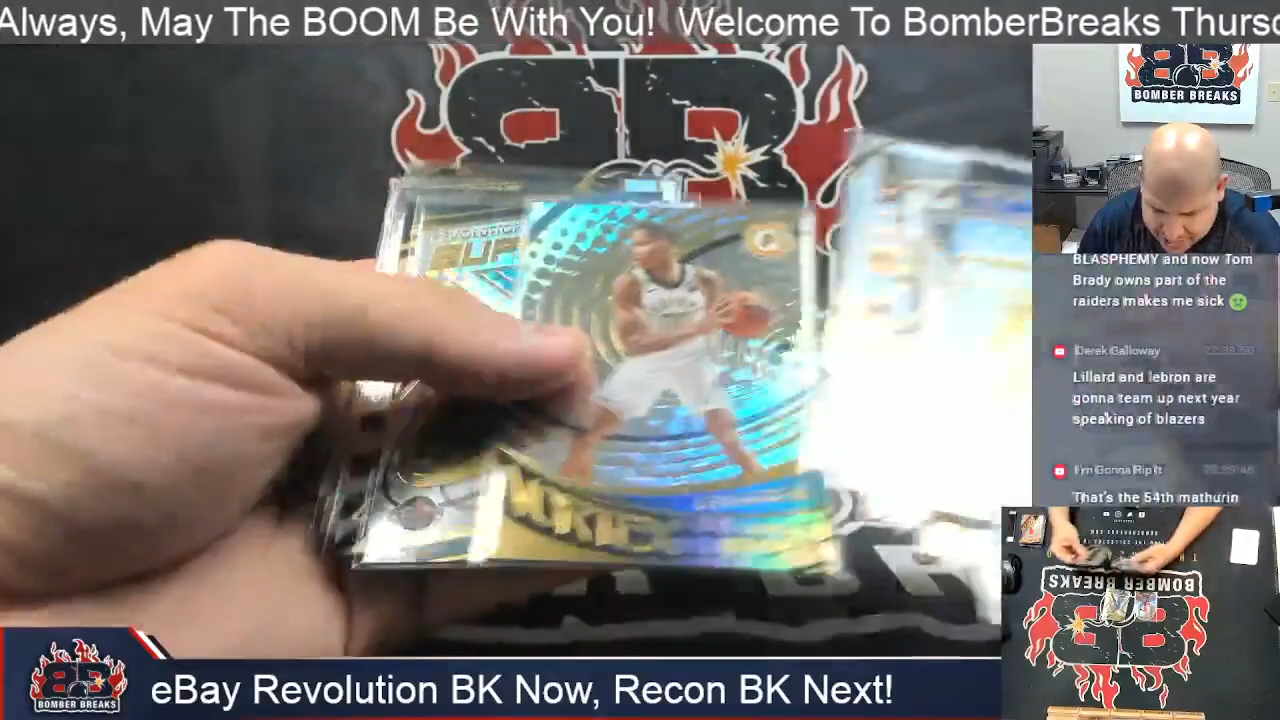 Always, May The BOOM Be With You!  Welcome To BomberBreaks Thursd
BOMBER BREAKS
BLASPHEMY and now Tom
Brady owns part of the
raiders makes me sick
Derek Galloway 22:38:50
Lillard and lebron are
gonna team up next year
speaking of blazers
I'm Gonna Rip It
That's the 54th mathurin
BOMBER BREAKS
BOMBER BREAKS
eBay Revolution BK Now, Recon BK Next!